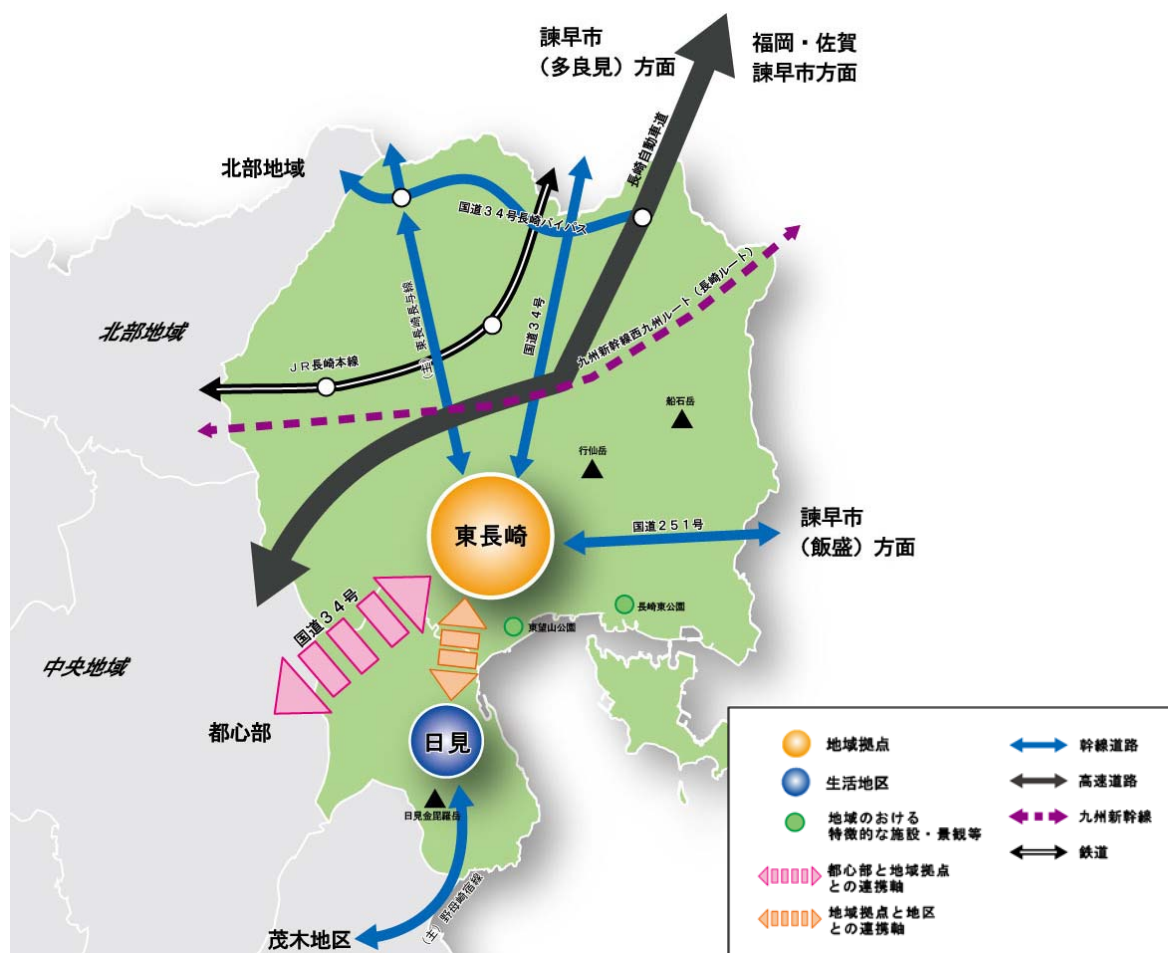 諫早市
（多良見）方面
福岡・佐賀
諫早市方面
北部地域
長崎自動車道
国道３４号長崎バイパス
北部地域
（主）東長崎長与線
国道３４号
九州新幹線西九州ルート（長崎ルート）
ＪＲ長崎本線
船石岳
行仙岳
東長崎
国道２５１号
諫早市
（飯盛）方面
国道３４号
長崎東公園
東望山公園
中央地域
都心部
日見
日見金毘羅岳
（主）野母崎宿線
茂木地区
地域拠点
生活地区
地域のおける
特徴的な施設・景観等
都心部と地域拠点
との連携軸
地域拠点と地区
との連携軸
幹線道路
高速道路
九州新幹線
鉄道